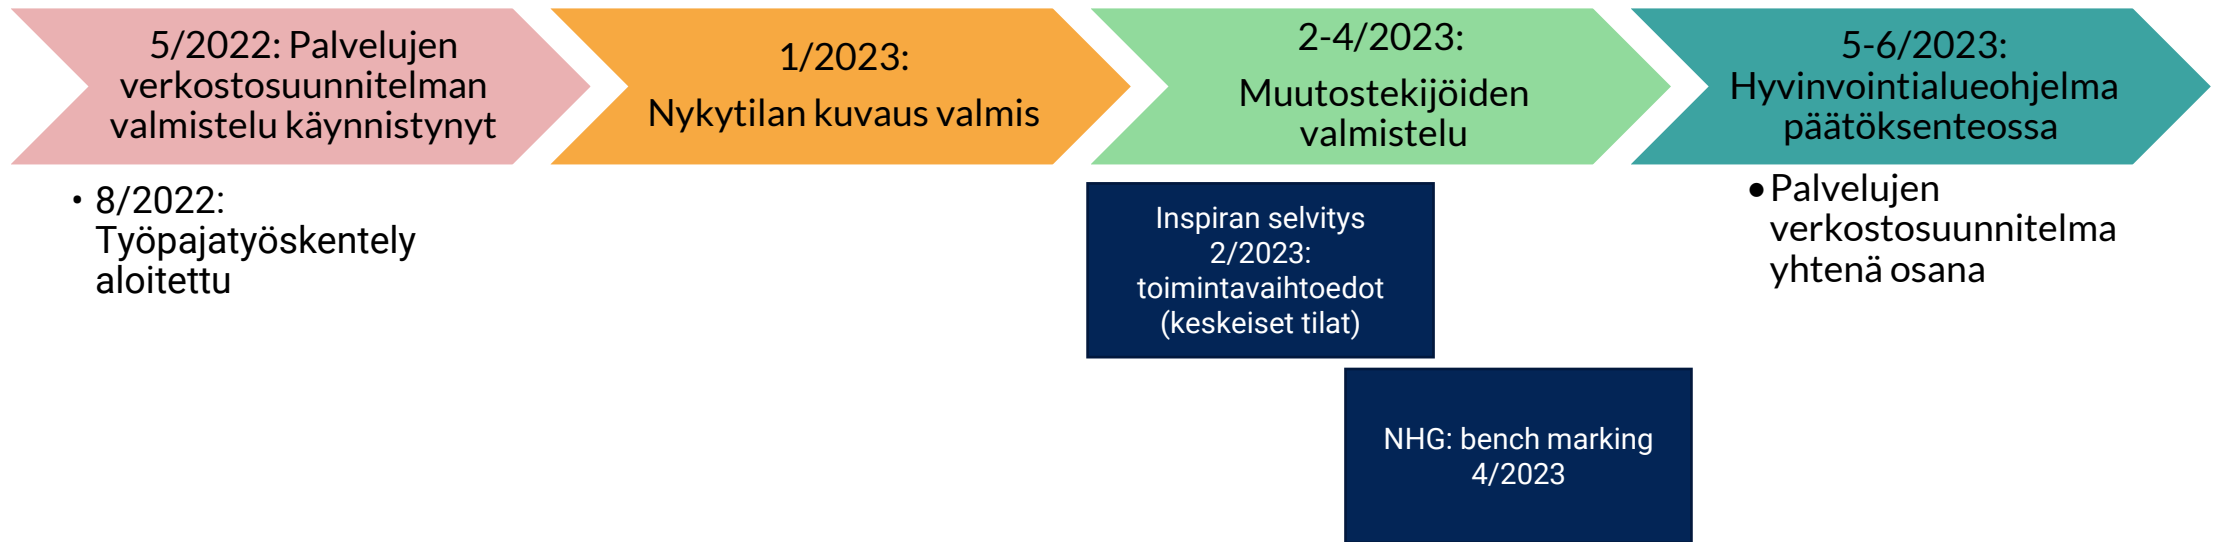 5/2022: Palvelujen
verkostosuunnitelman
valmistelu käynnistynyt
• 8/2022:
Työpajatyöskentely
aloitettu
1/2023:
Nykytilan kuvaus valmis
2-4/2023:
Muutostekijöiden
valmistelu
Inspiran selvitys
2/2023:
toimintavaihtoedot
(keskeiset tilat)
NHG: bench marking
4/2023
5-6/2023:
Hyvinvointialueohjelma
päätöksenteossa
•Palvelujen
verkostosuunnitelma
yhtenä osana